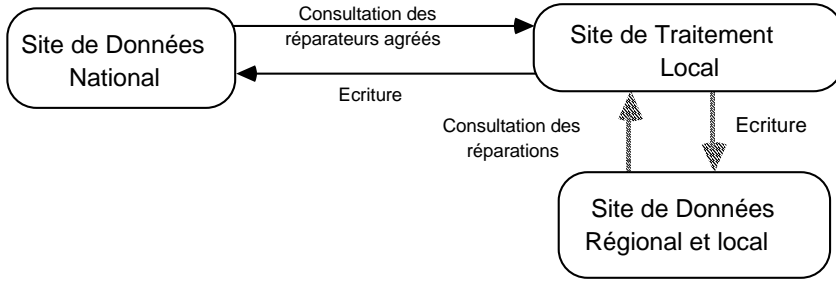 Consultation des
réparateurs agréés
Site de Données
National
Site de Traitement
Local
Ecriture
Consultation des
réparations
Ecriture
Site de Données
Régional et local